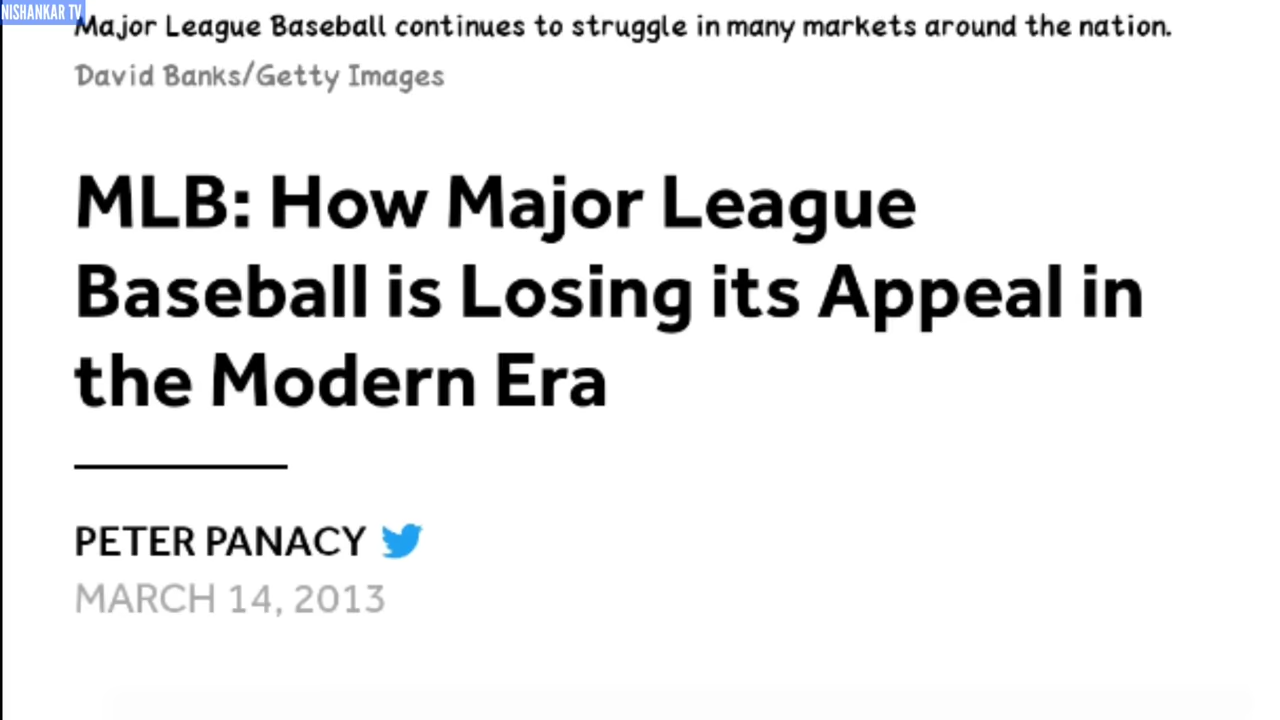 NISHANKAR TV
Major League Baseball continues to struggle in many markets around the nation.
David Banks/Getty Images
MLB: How Major League
Baseball is Losing its Appeal in
the Modern Era
PETER PANACY
MARCH 14, 2013